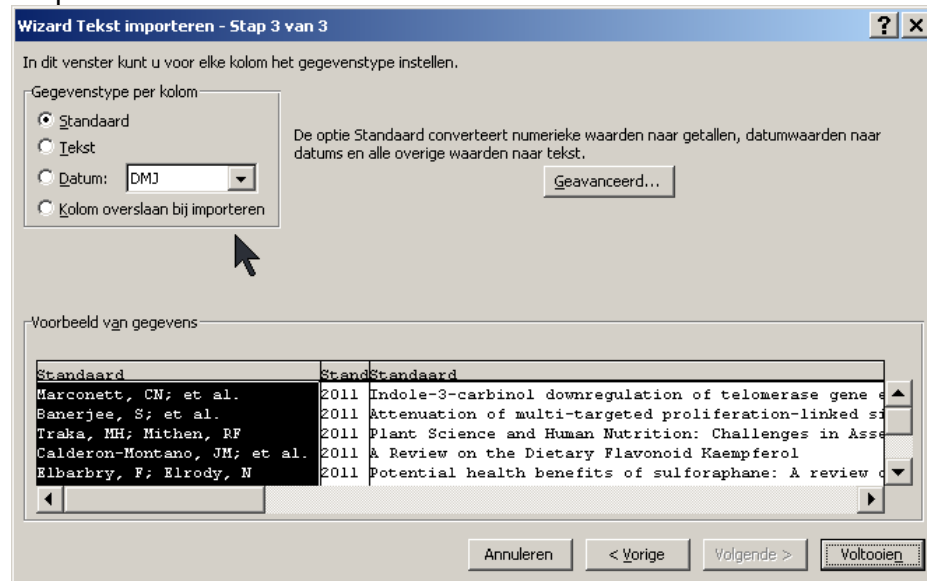 Wizard Tekst importeren - Stap 3 van 3
In dit venster kunt u voor elke kolom het gegevenstype instellen.
Gegevenstype per kolom
Standaard
Tekst
Datum: DMJ
Kolom overslaan bij importeren
De optie Standaard converteert numerieke waarden naar getallen, datumwaarden naar
datums en alle overige waarden naar tekst.
Geavanceerd...
Voorbeeld van gegevens
Standaard Stand Standaard
Marconett, CN; et al. 2011 Indole-3-carbinol downregulation of telomerase gene e
Banerjee, S; et al. 2011 Attenuation of multi-targeted proliferation-linked si
Traka, MH; Mithen, RF 2011 Plant Science and Human Nutrition: Challenges in Asse
Calderon-Montano, JM; et al. 2011 A Review on the Dietary Flavonoid Kaempferol
Elbarbry, F; Elrody, N 2011 Potential health benefits of sulforaphane: A review
Annuleren < Vorige Volgende > Voltooien